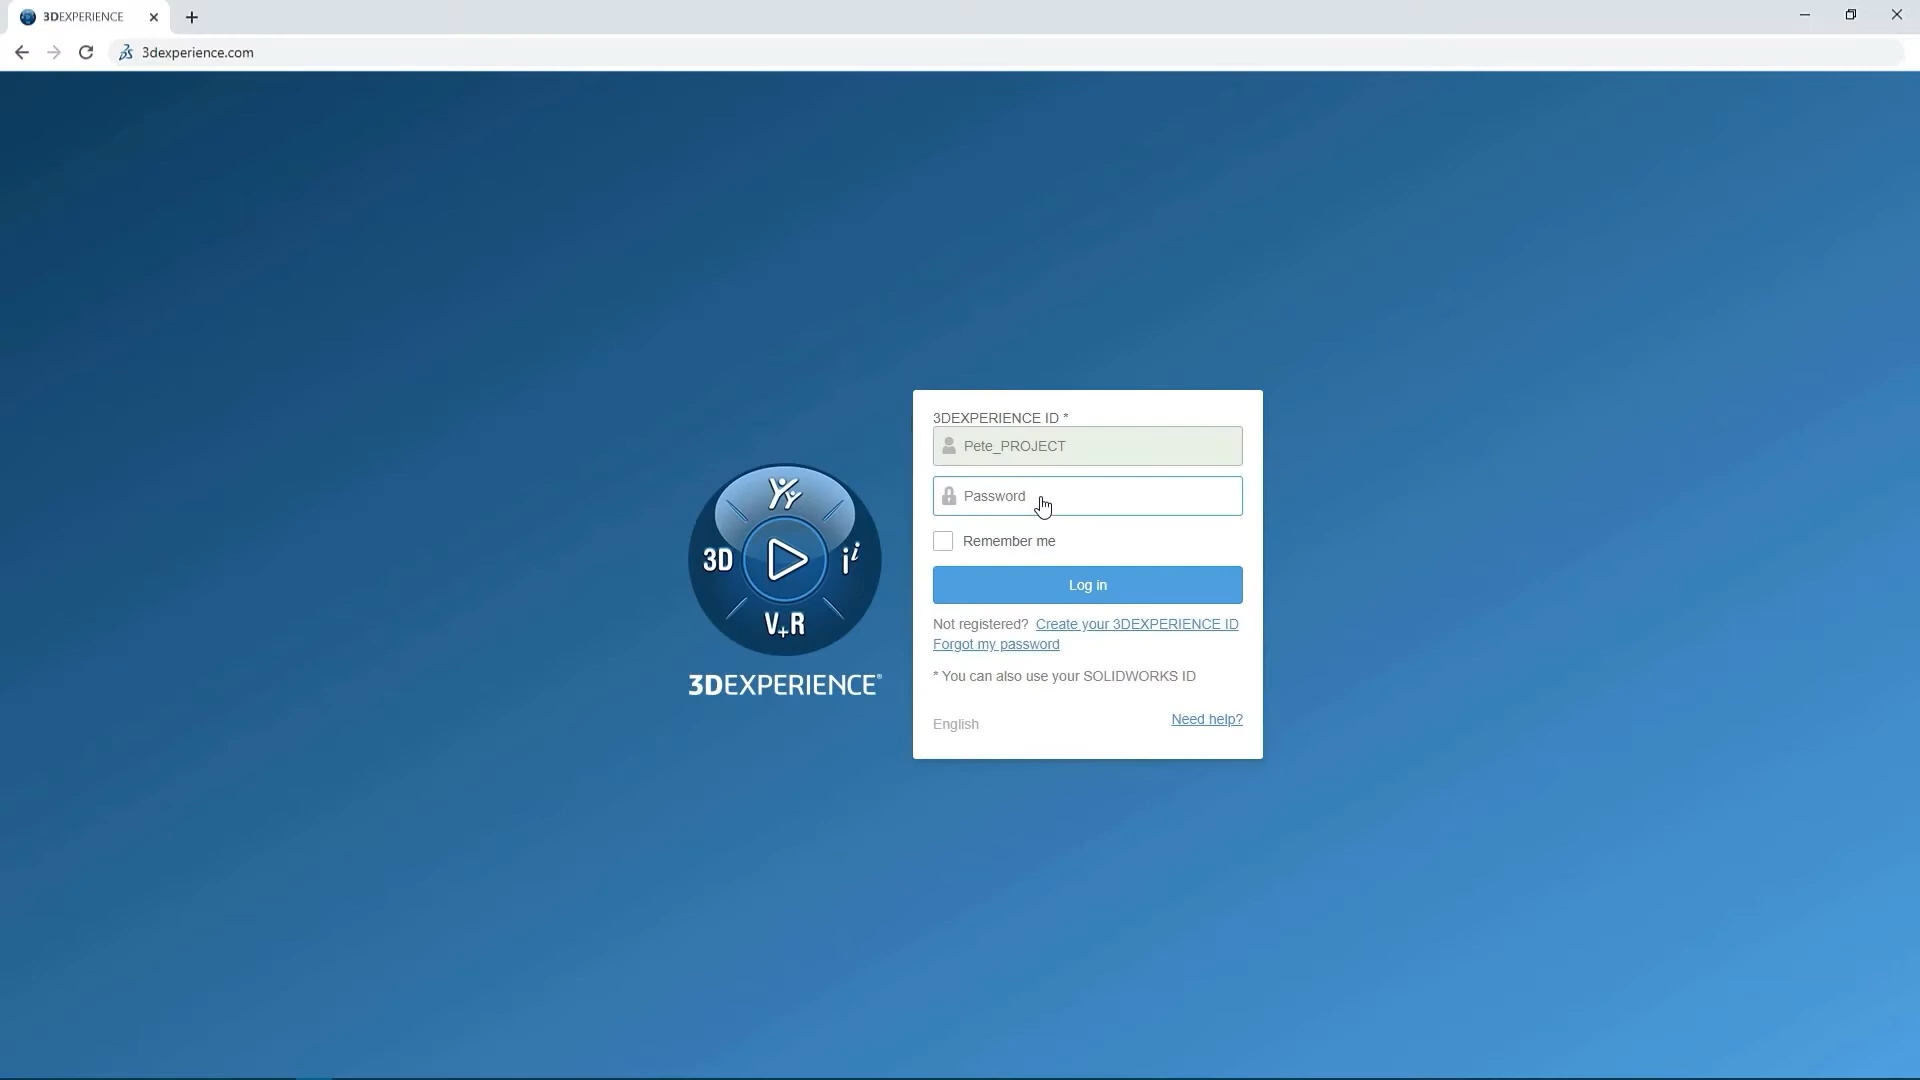 3DEXPERIENCE
3dexperience.com
3DEXPERIENCE ID *
Pete_PROJECT
Password
Remember me
Log in
Not registered? Create your 3DEXPERIENCE ID
Forgot my password
* You can also use your SOLIDWORKS ID
English Need help?
3D
i i
V+R
3DEXPERIENCE®